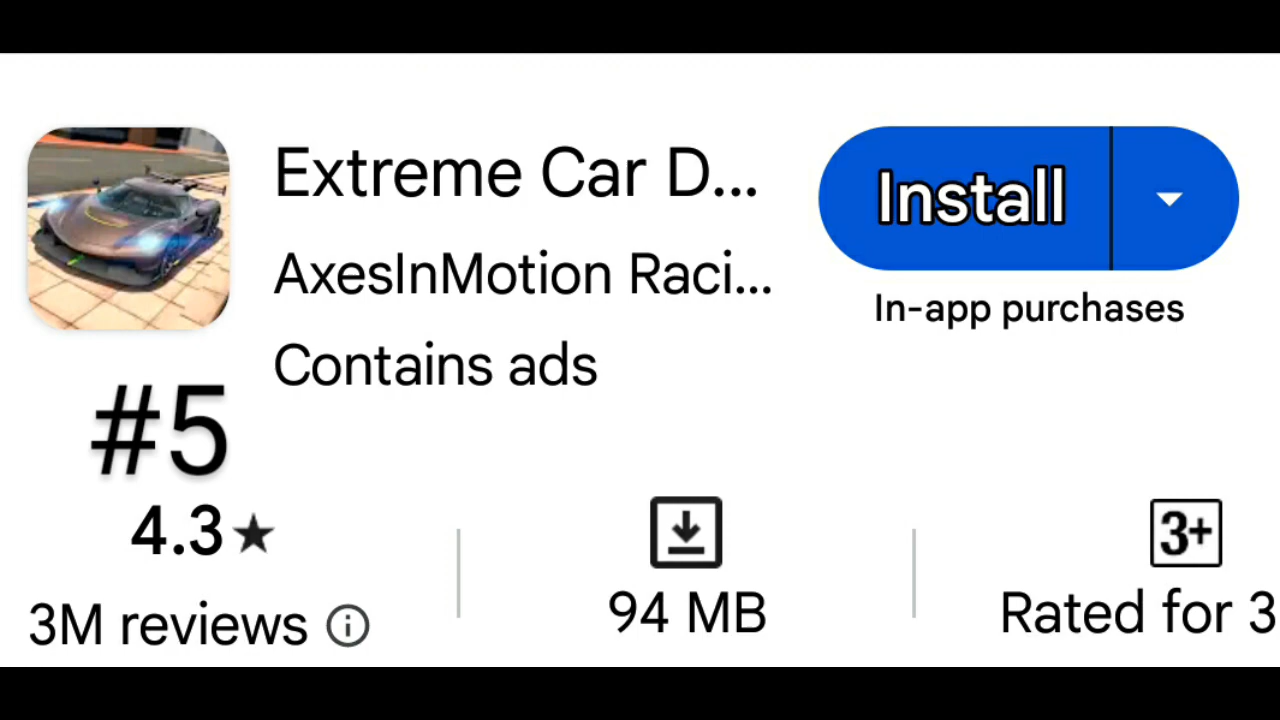 Extreme Car D...
AxesInMotion Raci...
Contains ads
Install
In-app purchases
#5
4.3★
3M reviews
94 MB
3+
Rated for 3